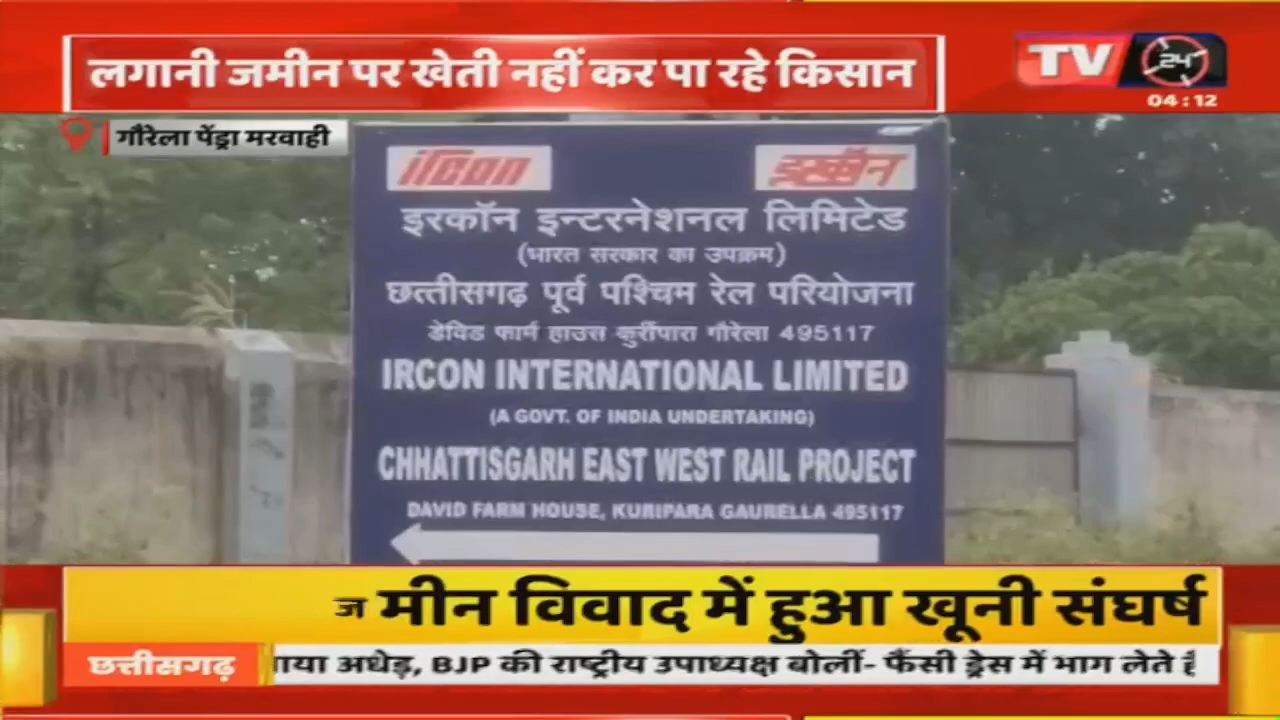 लगानी जमीन पर खेती नहीं कर पा रहे किसान
TV 24
04:12
गौरेला पेंड्रा मरवाही
ircon इरकॉन
इरकॉन इन्टरनेशनल लिमिटेड
(भारत सरकार का उपक्रम)
छत्तीसगढ़ पूर्व पश्चिम रेल परियोजना
डेविड फार्म हाउस कुर्रीपारा गौरेला 495117
IRCON INTERNATIONAL LIMITED
(A GOVT. OF INDIA UNDERTAKING)
CHHATTISGARH EAST WEST RAIL PROJECT
DAVID FARM HOUSE, KURIPARA GAURELLA 495117
ज मीन विवाद में हुआ खूनी संघर्ष
छत्तीसगढ़
अधेड़, BJP की राष्ट्रीय उपाध्यक्ष बोलीं- फैंसी ड्रेस में भाग लेते